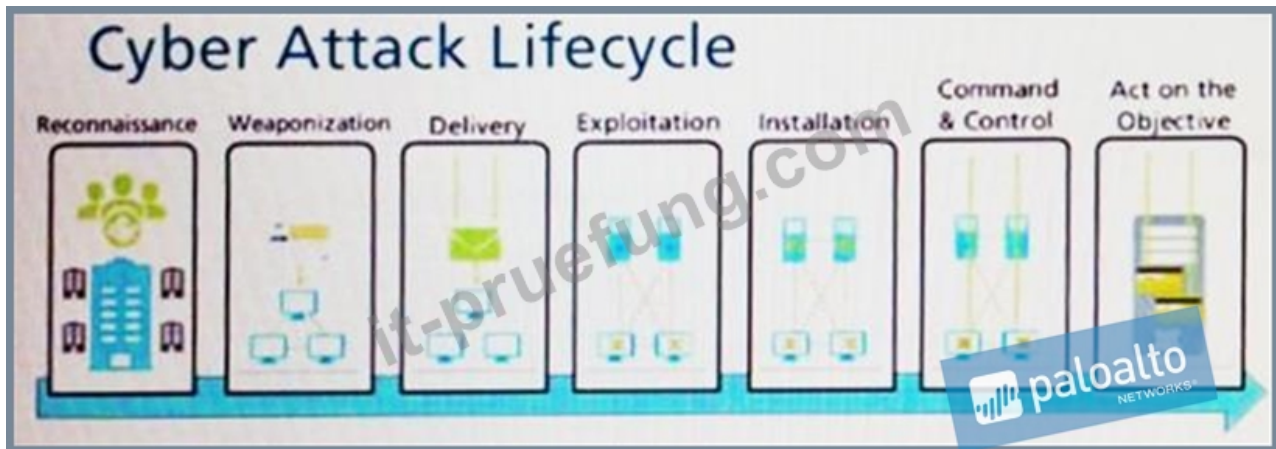 Cyber Attack Lifecycle
Reconnaissance
Weaponization
Delivery
Exploitation
Installation
Command
& Control
Act on the
Objective
it-pruefung.com
paloalto
NETWORKS®